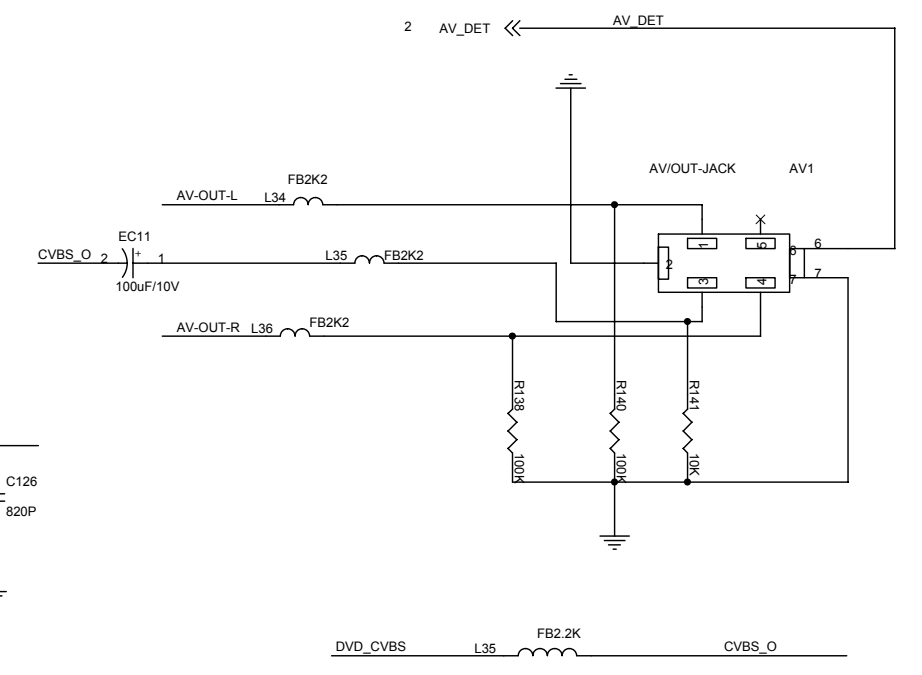 2 AV_DET AV_DET
AV/OUT-JACK AV1
FB2K2
AV-OUT-L L34
EC11
CVBS_O 2 + 1 L35 FB2K2
100uF/10V
AV-OUT-R L36 FB2K2
1 5
2
3 4
6 6
7 7
R138 R140 R141
100K 100K 10K
C126
820P
FB2.2K
DVD_CVBS L35 CVBS_O